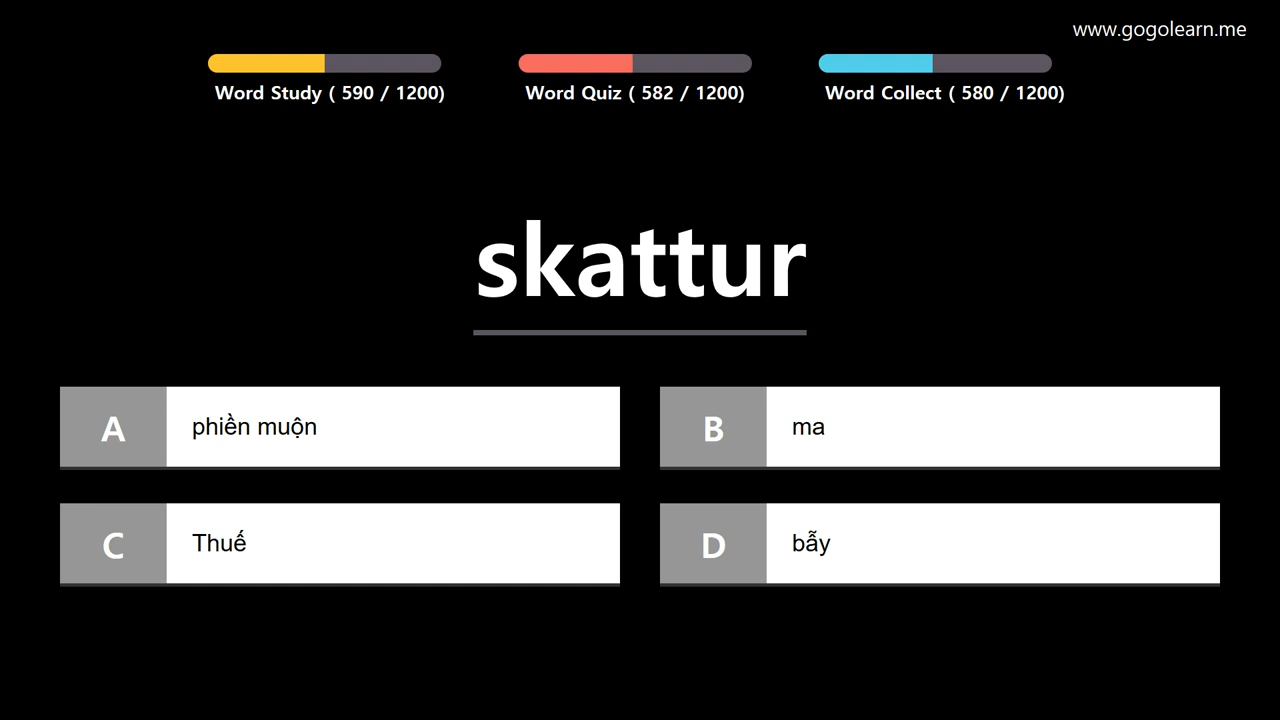 www.gogolearn.me
Word Study ( 590 / 1200)
Word Quiz ( 582 / 1200)
Word Collect ( 580 / 1200)
skattur
A phiền muộn
B ma
C Thuế
D bẫy